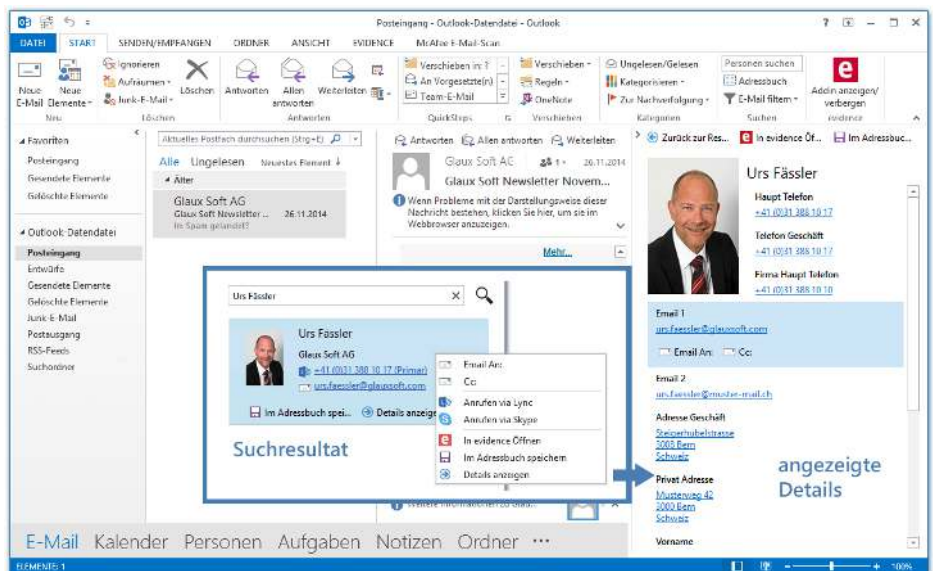 Posteingang - Outlook-Datendatei - Outlook
DATEI START SENDEN/EMPFANGEN ORDNER ANSICHT EVIDENCE McAfee E-Mail-Scan
Neue E-Mail
Neue Elemente
Ignorieren
Aufräumen
Junk-E-Mail
Löschen
Antworten
Allen antworten
Weiterleiten
Verschieben in: ?
An Vorgesetzte(n)
Team-E-Mail
Verschieben
Regeln
OneNote
Ungelesen/Gelesen
Kategorisieren
Zur Nachverfolgung
Personen suchen
Adressbuch
E-Mail filtern
Addin anzeigen/
verbergen
Neu Löschen Antworten QuickSteps Verschieben Kategorien Suchen evidence
Favoriten
Posteingang
Gesendete Elemente
Gelöschte Elemente
Outlook-Datendatei
Posteingang
Entwürfe
Gesendete Elemente
Gelöschte Elemente
Junk-E-Mail
Postausgang
RSS-Feeds
Suchordner
Aktuelles Postfach durchsuchen (Strg+E)
Alle Ungelesen Neuestes Element ↓
Älter
Glaux Soft AG
Glaux Soft Newsletter ... 26.11.2014
Im Spam gelandet?
Antworten Allen antworten Weiterleiten
Glaux Soft AG 1 26.11.2014
Glaux Soft Newsletter Novem...
Wenn Probleme mit der Darstellungsweise dieser
Nachricht bestehen, klicken Sie hier, um sie im
Webbrowser anzuzeigen.
Mehr...
Urs Fässler
Urs Fässler
Glaux Soft AG
+41 (0)31 388 10 17 (Primär)
urs.faessler@glauxsoft.com
Im Adressbuch spei... Details anzeige
Suchresultat
Email An:
Cc:
Anrufen via Lync
Anrufen via Skype
In evidence Öffnen
Im Adressbuch speichern
Details anzeigen
Weitere Informationen zu Glau...
Zurück zur Res... In evidence Öf... Im Adressbuc...
Urs Fässler
Haupt Telefon
+41 (0)31 388 10 17
Telefon Geschäft
+41 (0)31 388 10 17
Firma Haupt Telefon
+41 (0)31 388 10 10
Email 1
urs.faessler@glauxsoft.com
Email An: Cc:
Email 2
urs.faessler@muster-mail.ch
Adresse Geschäft
Steigerhubelstrasse
3008 Bern
Schweiz
Privat Adresse
Musterweg 42
3000 Bern
Schweiz
Vorname
angezeigte
Details
E-Mail Kalender Personen Aufgaben Notizen Ordner ...
ELEMENTE: 1
100%